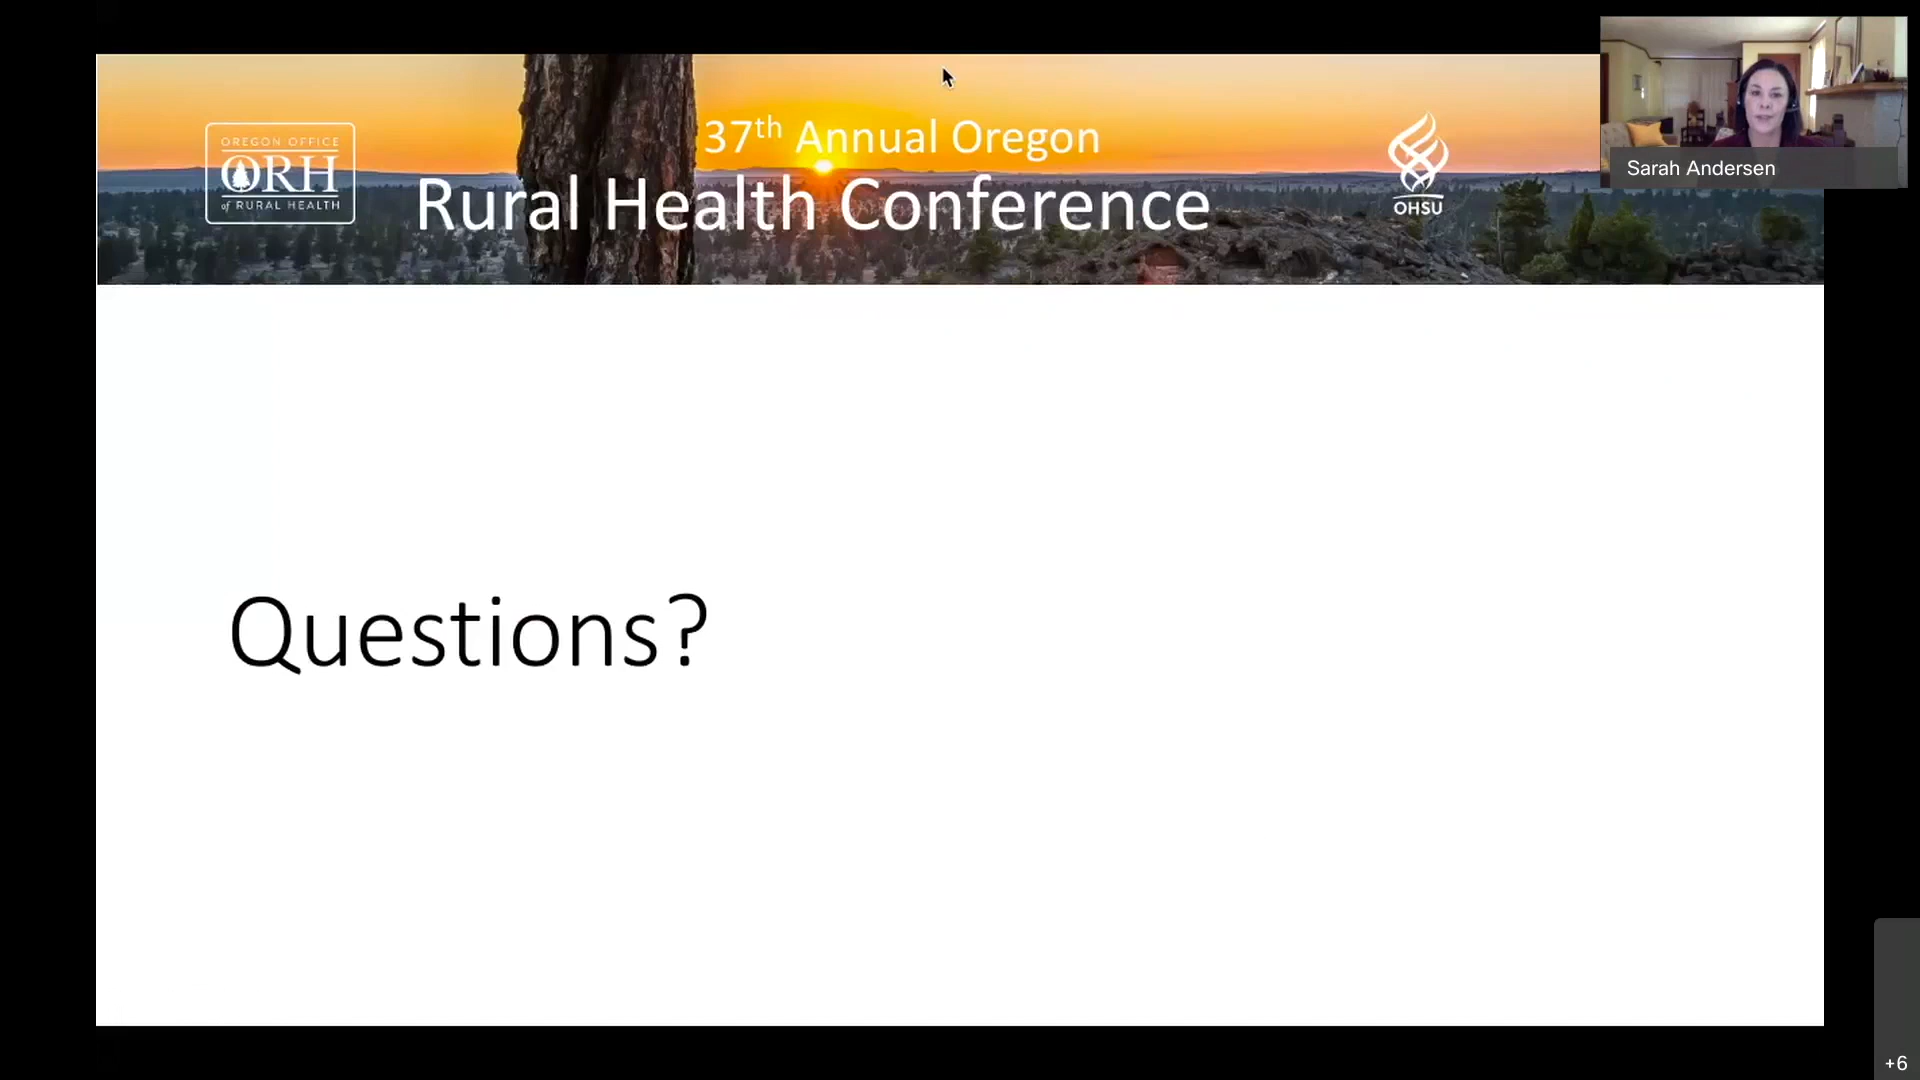 37th Annual Oregon
Rural Health Conference
OREGON OFFICE
ORH
of RURAL HEALTH
OHSU
Sarah Andersen
Questions?
+6